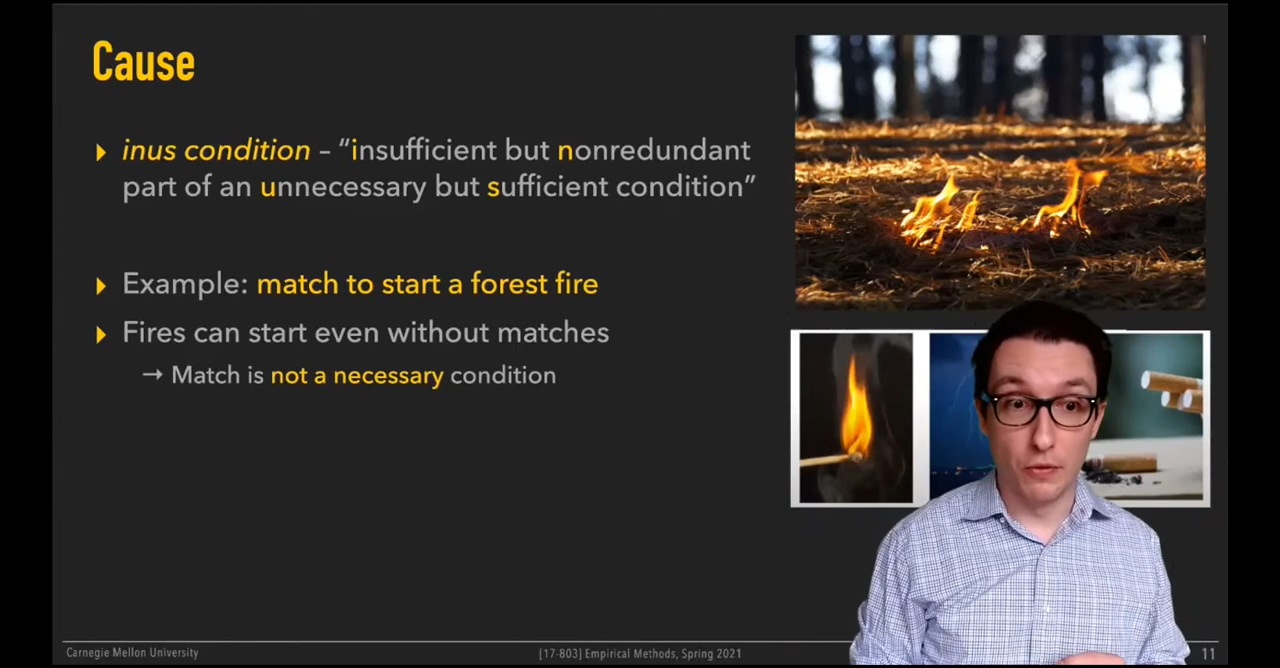 Cause
inus condition – “insufficient but nonredundant
part of an unnecessary but sufficient condition”
Example: match to start a forest fire
Fires can start even without matches
→ Match is not a necessary condition
Carnegie Mellon University
[17-803] Empirical Methods, Spring 2021
11